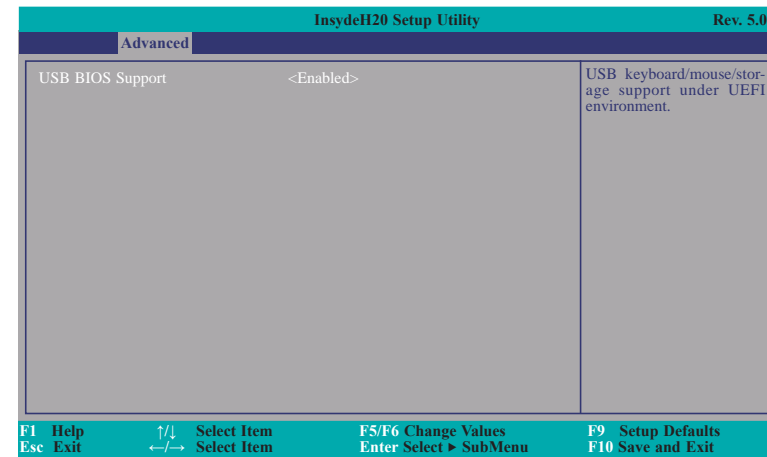 InsydeH20 Setup Utility Rev. 5.0
Advanced
USB BIOS Support <Enabled>
USB keyboard/mouse/stor-
age support under UEFI
environment.
F1 Help ↑/↓ Select Item F5/F6 Change Values F9 Setup Defaults
Esc Exit ←/→ Select Item Enter Select ► SubMenu F10 Save and Exit